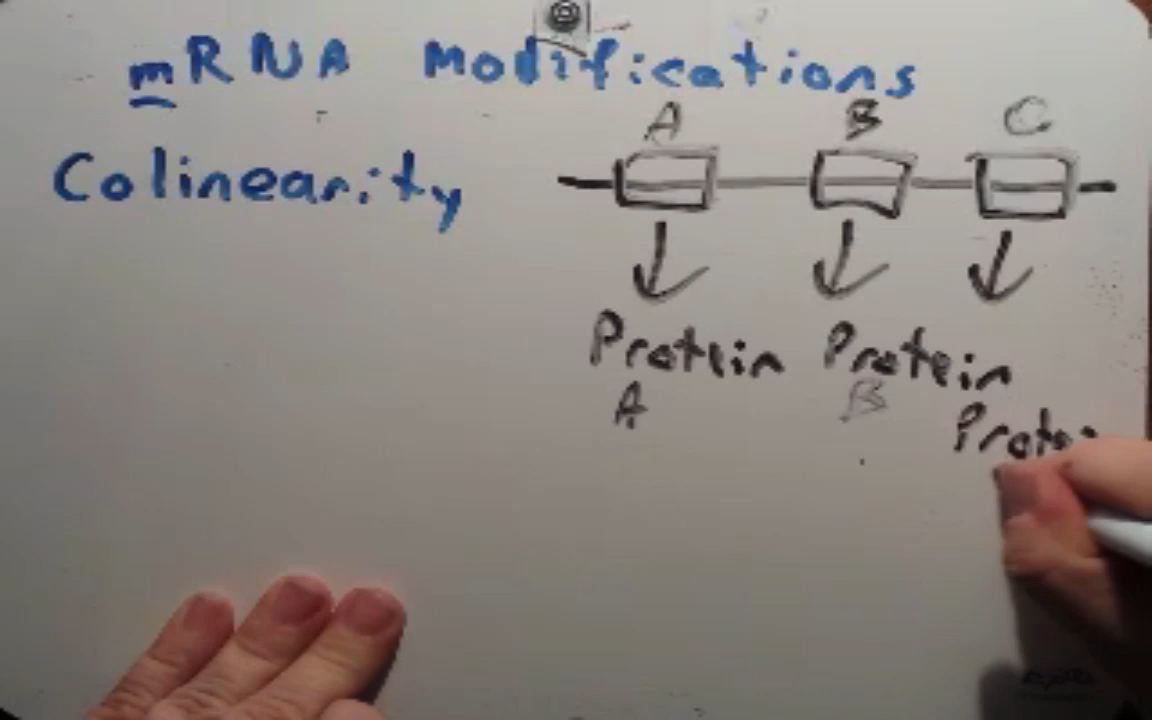 mRNA Modifications
Colinearity
A B C
Protein Protein
A B